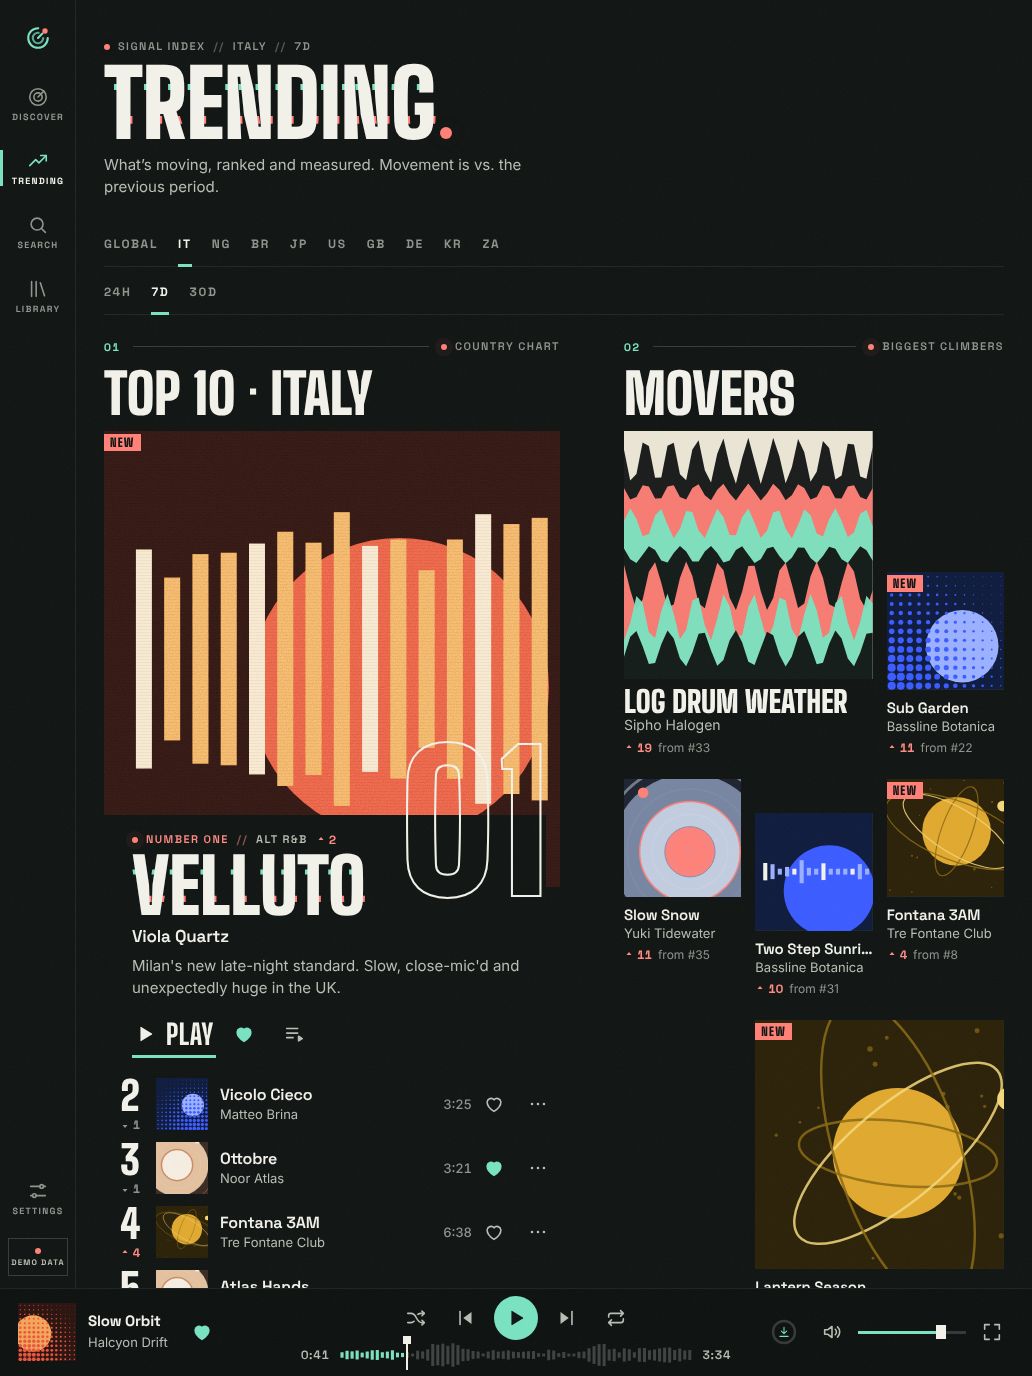 SIGNAL INDEX // ITALY // 7D
TRENDING.
What's moving, ranked and measured. Movement is vs. the
previous period.
DISCOVER
TRENDING
SEARCH
LIBRARY
SETTINGS
DEMO DATA
GLOBAL IT NG BR JP US GB DE KR ZA
24H 7D 30D
01 COUNTRY CHART
TOP 10 · ITALY
NEW
01
NUMBER ONE // ALT R&B 2
VELLUTO
Viola Quartz
Milan's new late-night standard. Slow, close-mic'd and
unexpectedly huge in the UK.
PLAY
2 Vicolo Cieco 3:25
1 Matteo Brina
3 Ottobre 3:21
1 Noor Atlas
4 Fontana 3AM 6:38
4 Tre Fontane Club
5 Atlas Hands
02 BIGGEST CLIMBERS
MOVERS
LOG DRUM WEATHER
Sipho Halogen
19 from #33
NEW
Sub Garden
Bassline Botanica
11 from #22
Slow Snow
Yuki Tidewater
11 from #35
Two Step Sunri...
Bassline Botanica
10 from #31
NEW
Fontana 3AM
Tre Fontane Club
4 from #8
NEW
Lantern Season
Slow Orbit
Halcyon Drift
0:41 3:34